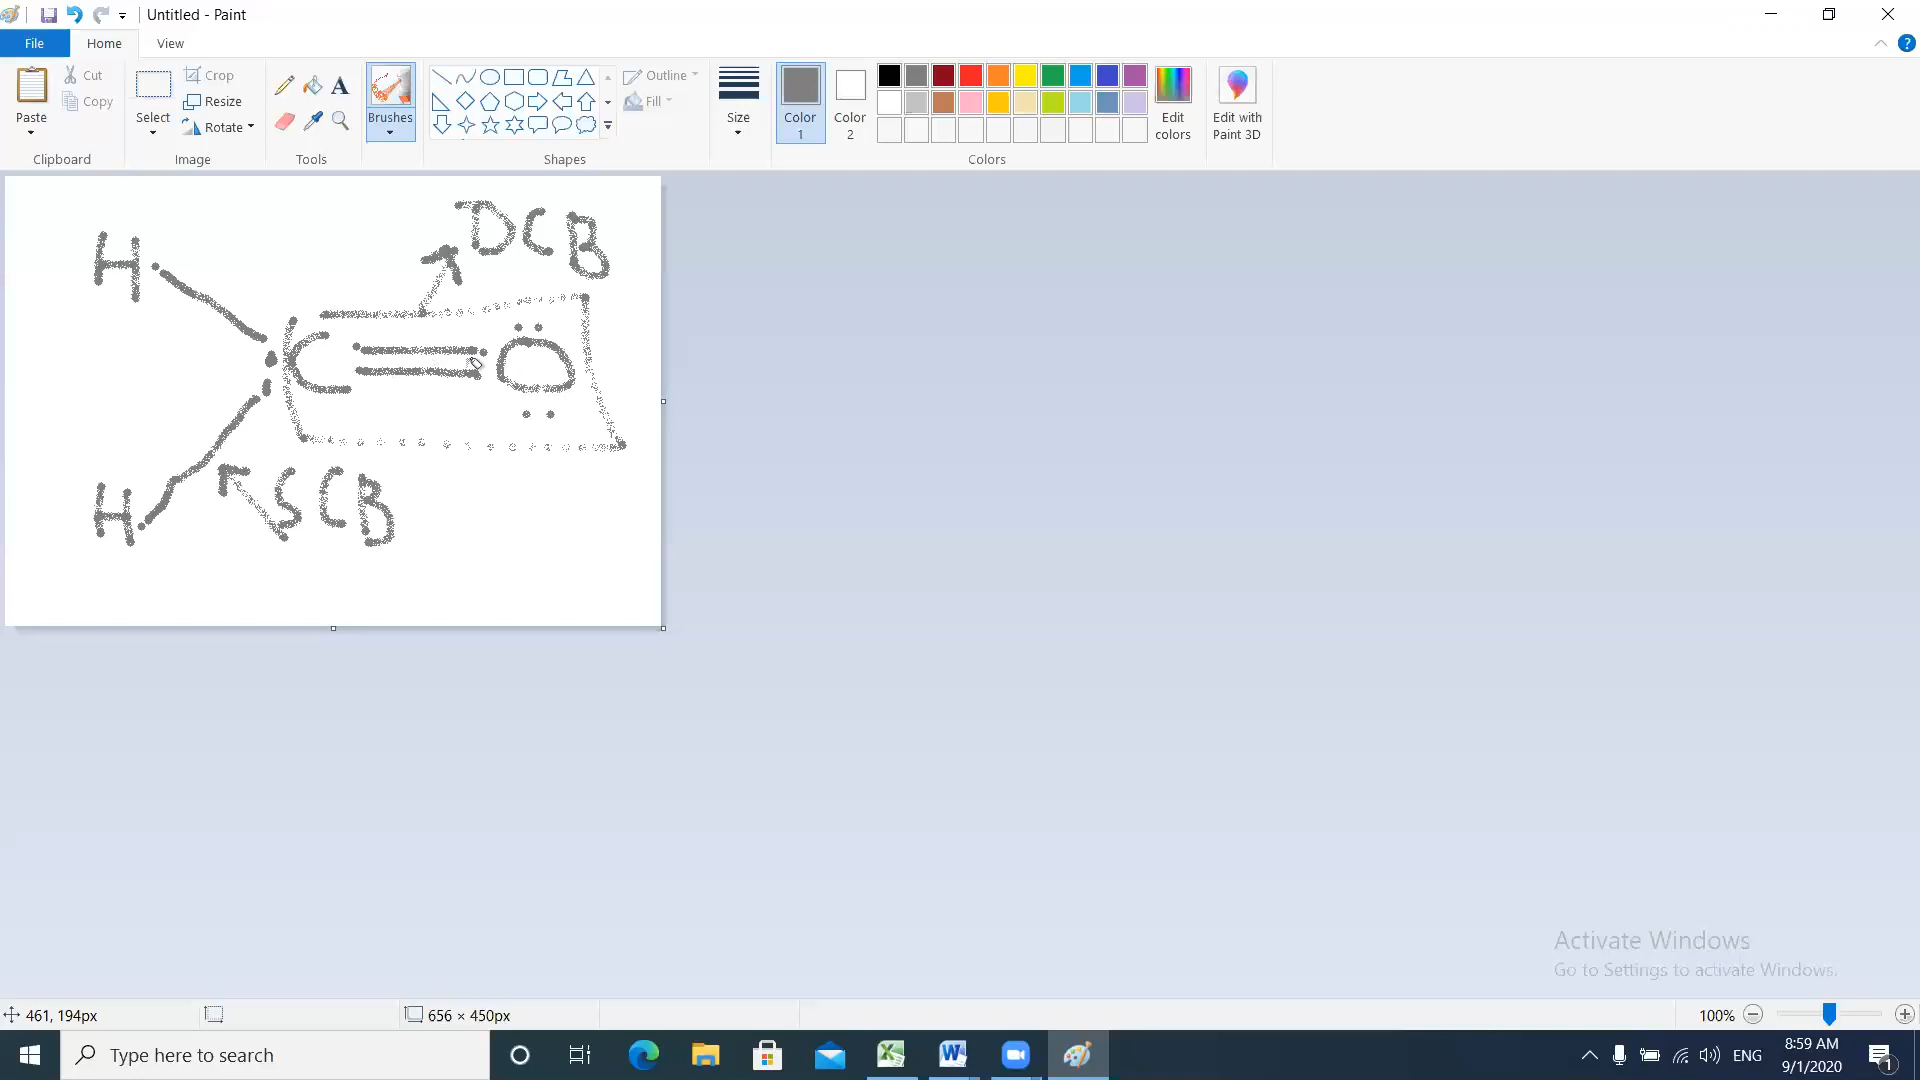 Untitled - Paint
File Home View
Paste
Cut
Copy
Clipboard
Select
Crop
Resize
Rotate
Image
A
Tools
Brushes
Outline
Fill
Shapes
Size
Color 1
Color 2
Edit colors
Edit with Paint 3D
Colors
DCB
H
C = O
H
SCB
Activate Windows
Go to Settings to activate Windows.
461, 194px
656 × 450px
100%
Type here to search
ENG
8:59 AM
9/1/2020
1